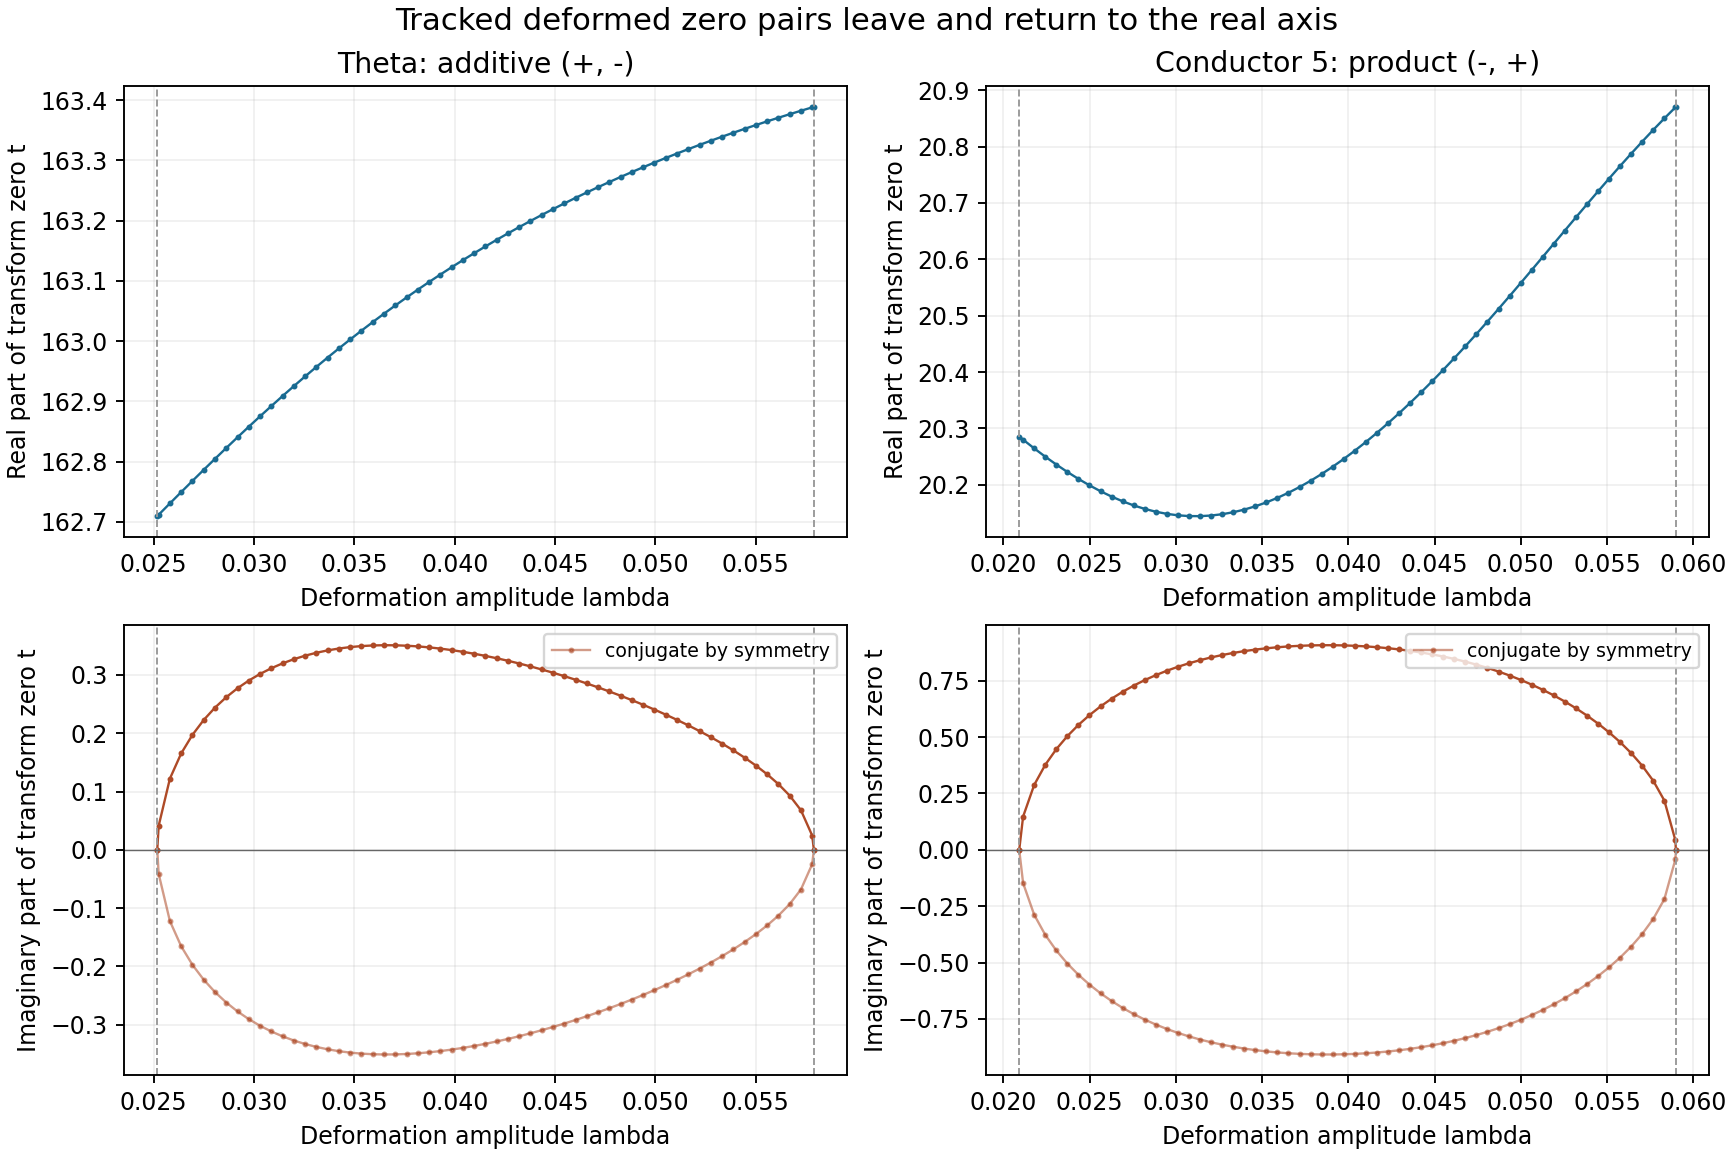 Tracked deformed zero pairs leave and return to the real axis
Theta: additive (+, -)
Real part of transform zero t
163.4
163.3
163.2
163.1
163.0
162.9
162.8
162.7
0.025 0.030 0.035 0.040 0.045 0.050 0.055
Deformation amplitude lambda
Conductor 5: product (-, +)
Real part of transform zero t
20.9
20.8
20.7
20.6
20.5
20.4
20.3
20.2
0.020 0.025 0.030 0.035 0.040 0.045 0.050 0.055 0.060
Deformation amplitude lambda
Imaginary part of transform zero t
0.3
0.2
0.1
0.0
−0.1
−0.2
−0.3
conjugate by symmetry
0.025 0.030 0.035 0.040 0.045 0.050 0.055
Deformation amplitude lambda
Imaginary part of transform zero t
0.75
0.50
0.25
0.00
−0.25
−0.50
−0.75
conjugate by symmetry
0.020 0.025 0.030 0.035 0.040 0.045 0.050 0.055 0.060
Deformation amplitude lambda